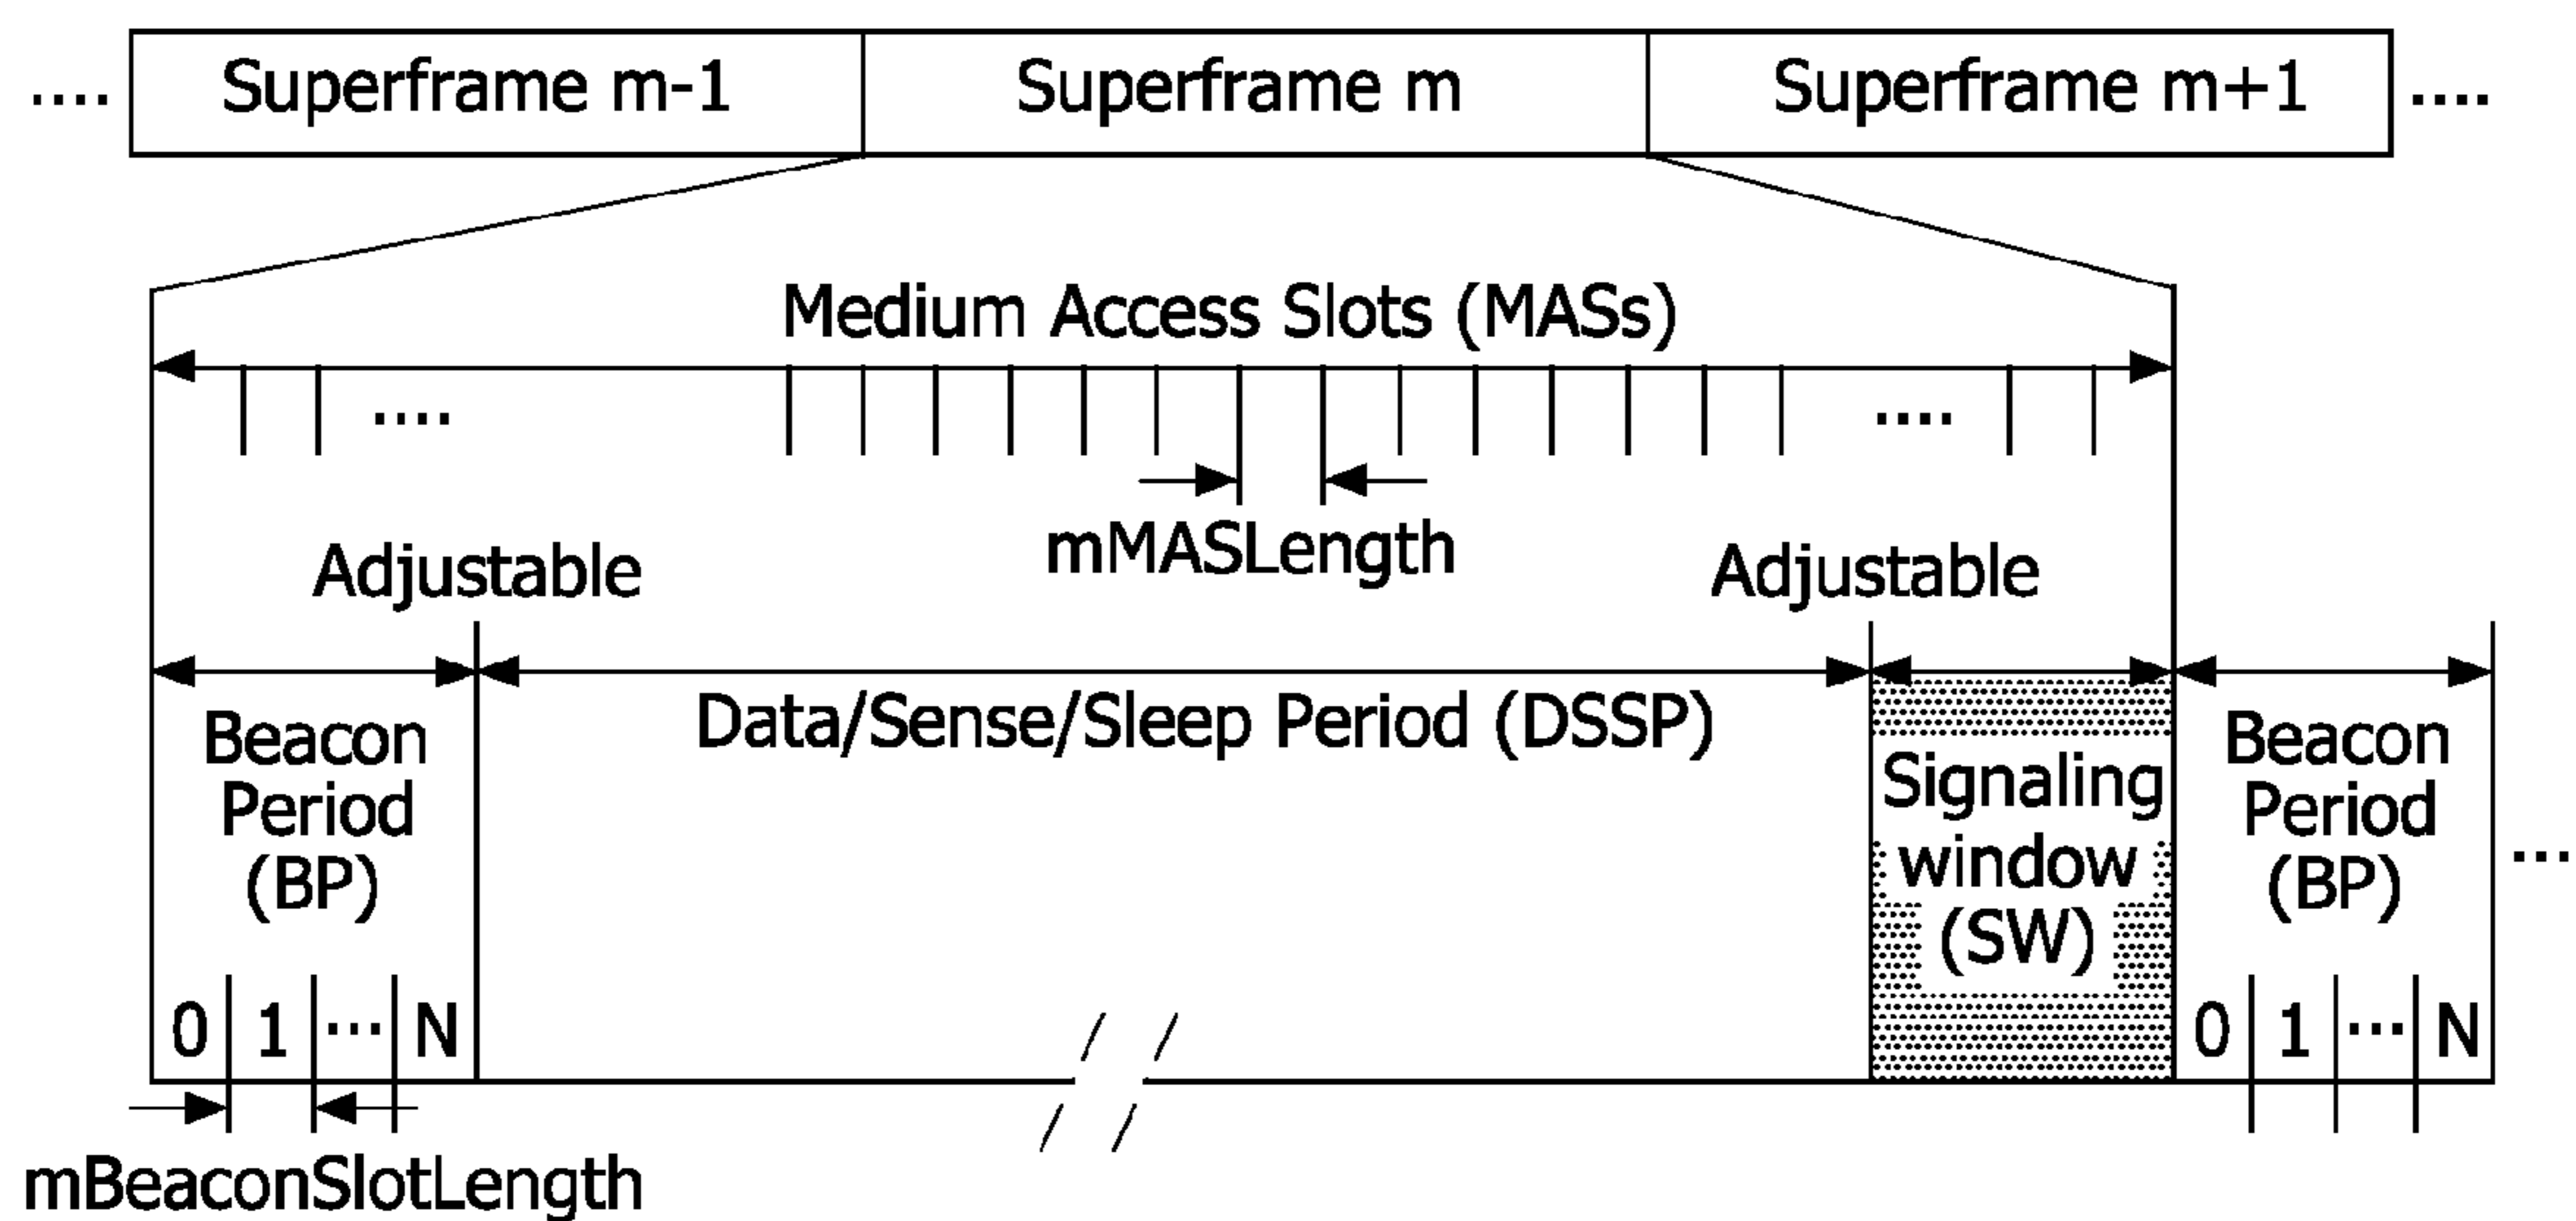 .... Superframe m-1 Superframe m Superframe m+1 ....
Medium Access Slots (MASs)
.... ....
mMASLength
Adjustable Adjustable
Data/Sense/Sleep Period (DSSP)
Beacon
Period
(BP)
Signaling
window
(SW)
Beacon
Period
(BP)
...
0 1 ... N
0 1 ... N
mBeaconSlotLength